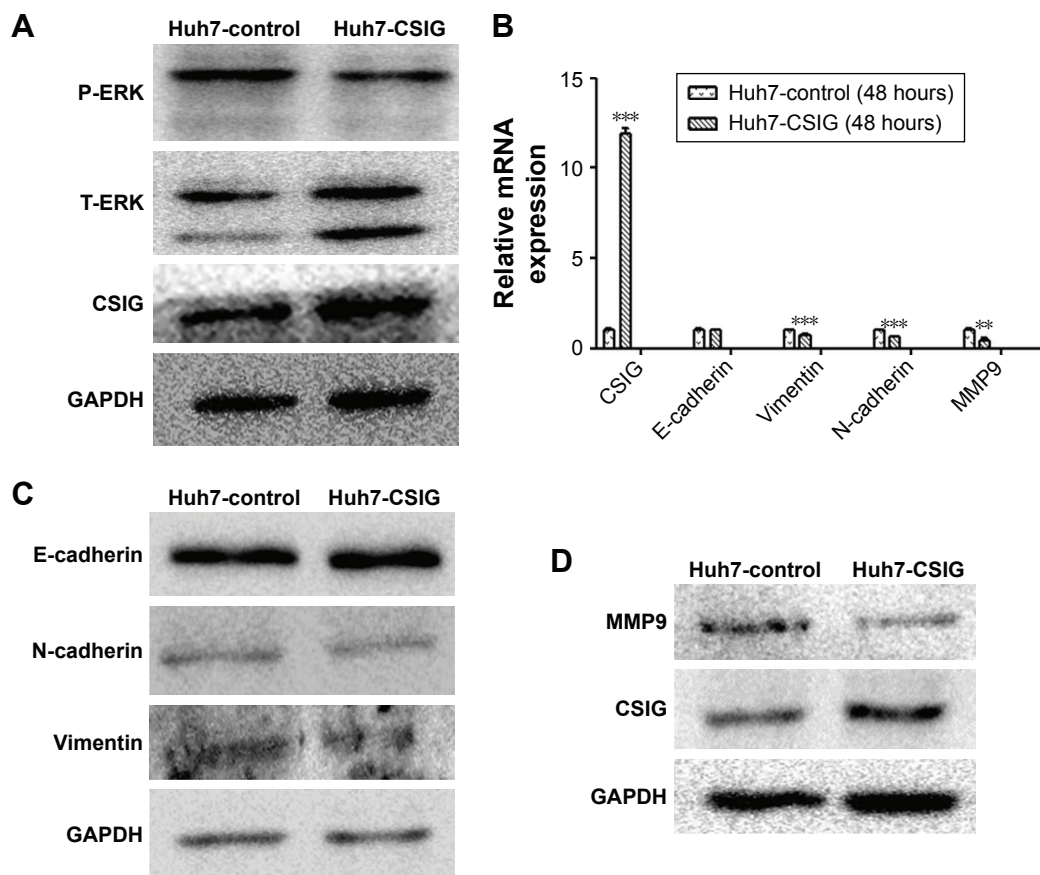 A
Huh7-control Huh7-CSIG
P-ERK
T-ERK
CSIG
GAPDH
B
15
10
5
0
Relative mRNA
expression
Huh7-control (48 hours)
Huh7-CSIG (48 hours)
***
***
***
**
CSIG
E-cadherin
Vimentin
N-cadherin
MMP9
C
Huh7-control Huh7-CSIG
E-cadherin
N-cadherin
Vimentin
GAPDH
D
Huh7-control Huh7-CSIG
MMP9
CSIG
GAPDH